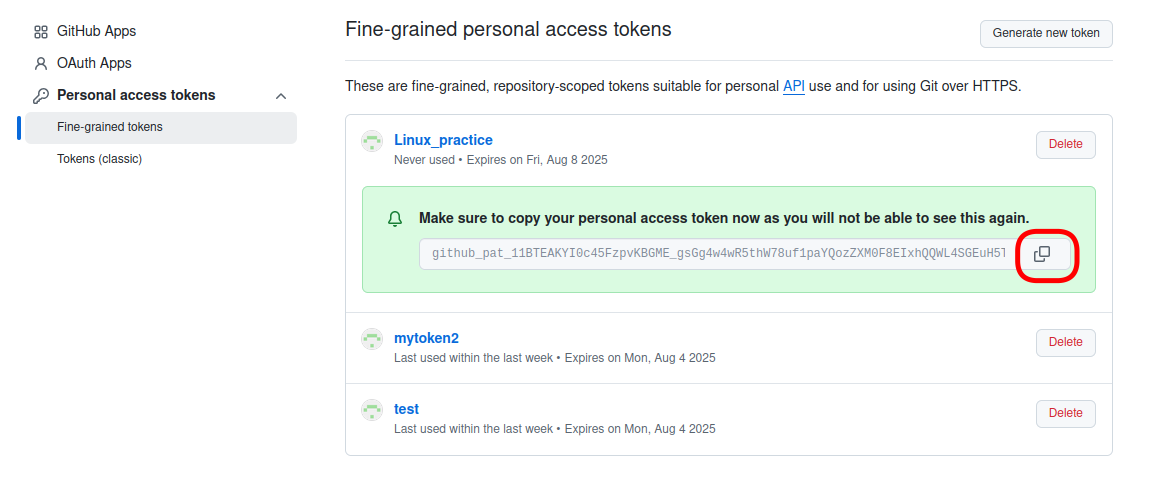 GitHub Apps
OAuth Apps
Personal access tokens
Fine-grained tokens
Tokens (classic)
Fine-grained personal access tokens
Generate new token
These are fine-grained, repository-scoped tokens suitable for personal API use and for using Git over HTTPS.
Linux_practice
Delete
Never used • Expires on Fri, Aug 8 2025
Make sure to copy your personal access token now as you will not be able to see this again.
github_pat_11BTEAKYI0c45FzpvKBGME_gsGg4w4wR5thW78uf1paYQozZXM0F8EIxhQQWL4SGEuH5T
mytoken2
Delete
Last used within the last week • Expires on Mon, Aug 4 2025
test
Delete
Last used within the last week • Expires on Mon, Aug 4 2025